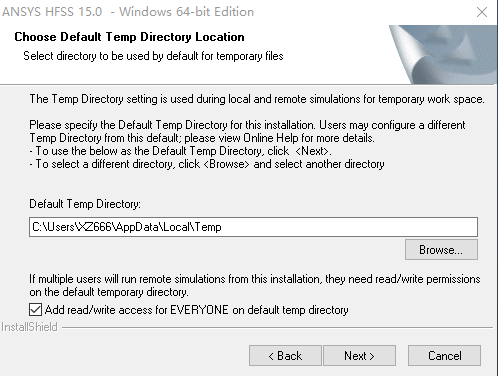 ANSYS HFSS 15.0 - Windows 64-bit Edition
Choose Default Temp Directory Location
Select directory to be used by default for temporary files
The Temp Directory setting is used during local and remote simulations for temporary work space.
Please specify the Default Temp Directory for this installation. Users may configure a different
Temp Directory from this default; please view Online Help for more details.
- To use the below as the Default Temp Directory, click <Next>.
- To select a different directory, click <Browse> and select another directory
Default Temp Directory:
C:\Users\XZ666\AppData\Local\Temp
Browse...
If multiple users will run remote simulations from this installation, they need read/write permissions
on the default temporary directory.
Add read/write access for EVERYONE on default temp directory
InstallShield
< Back
Next >
Cancel